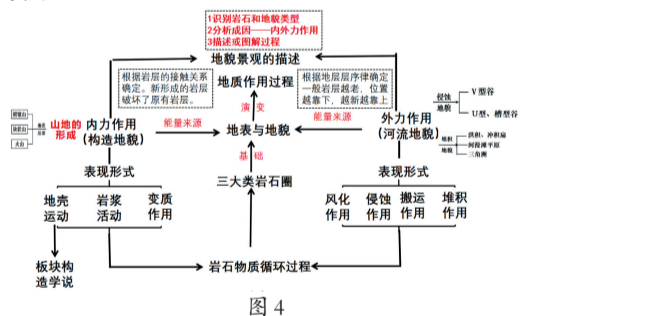 1识别岩石和地貌类型
2分析成因——内外力作用
3描述或图解过程
地貌景观的描述
根据岩层的接触关系
确定。新形成的岩层
破坏了原有岩层。
地质作用过程
根据地层层序律确定
一般岩层越老，位置
越靠下，越新越靠上
演变
侵蚀
地貌
V型谷
U型、槽型谷
褶皱山
火山
山地的
形成
内力作用
(构造地貌)
能量来源
地表与地貌
能量来源
外力作用
(河流地貌)
堆积
地貌
洪积、冲积扇
河漫滩平原
三角洲
基础
三大类岩石圈
表现形式
表现形式
地壳
运动
岩浆
活动
变质
作用
风化
作用
侵蚀
作用
搬运
作用
堆积
作用
板块构
造学说
岩石物质循环过程
图4